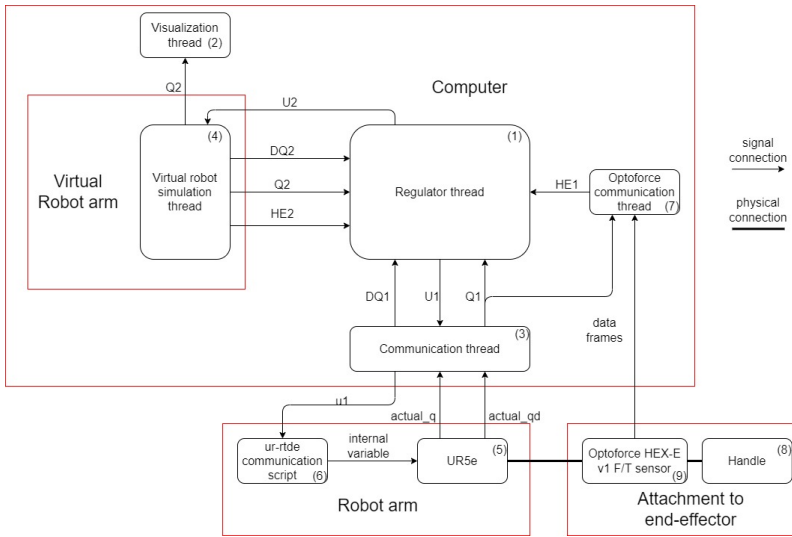 Visualization
thread (2)
Computer
Q2
U2
(4)
(1)
signal
connection
DQ2
Virtual
Robot arm
Virtual robot
simulation
thread
Q2
Regulator thread
HE1
Optoforce
communication
thread
(7)
physical
connection
HE2
DQ1
U1
Q1
data
frames
(3)
Communication thread
u1
actual_q
actual_qd
ur-rtde
communication
script
(6)
internal
variable
(5)
UR5e
Optoforce HEX-E
v1 F/T sensor
(9)
(8)
Handle
Robot arm
Attachment to
end-effector